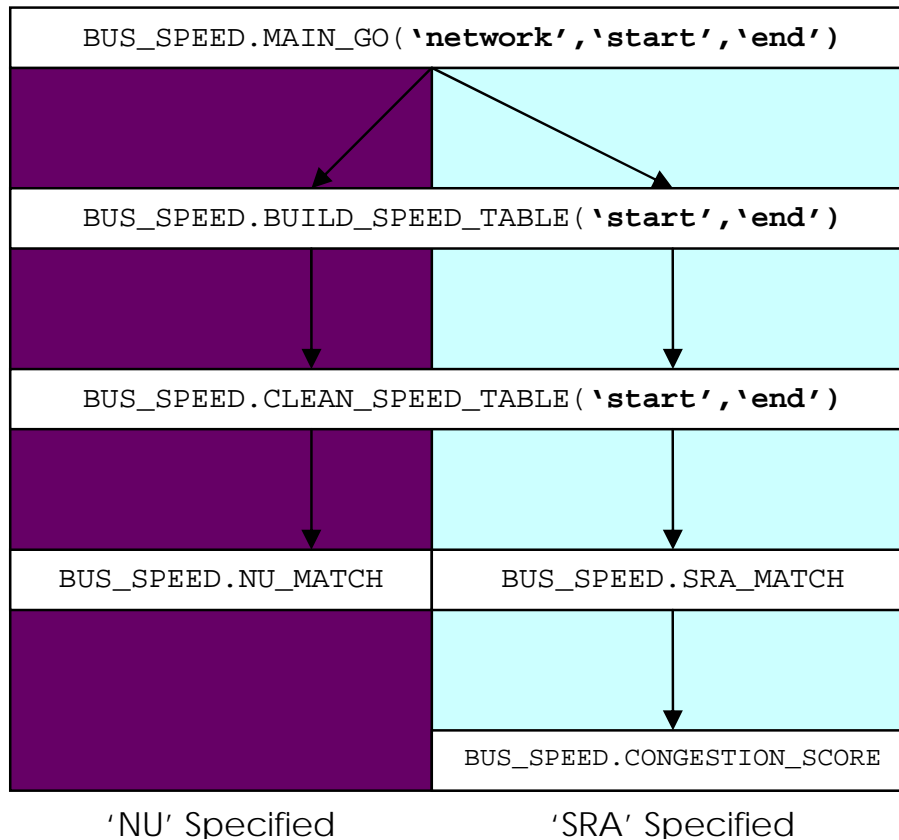 BUS_SPEED.MAIN_GO(‘network’,‘start’,‘end’)
BUS_SPEED.BUILD_SPEED_TABLE(‘start’,‘end’)
BUS_SPEED.CLEAN_SPEED_TABLE(‘start’,‘end’)
BUS_SPEED.NU_MATCH
BUS_SPEED.SRA_MATCH
BUS_SPEED.CONGESTION_SCORE
‘NU’ Specified
‘SRA’ Specified